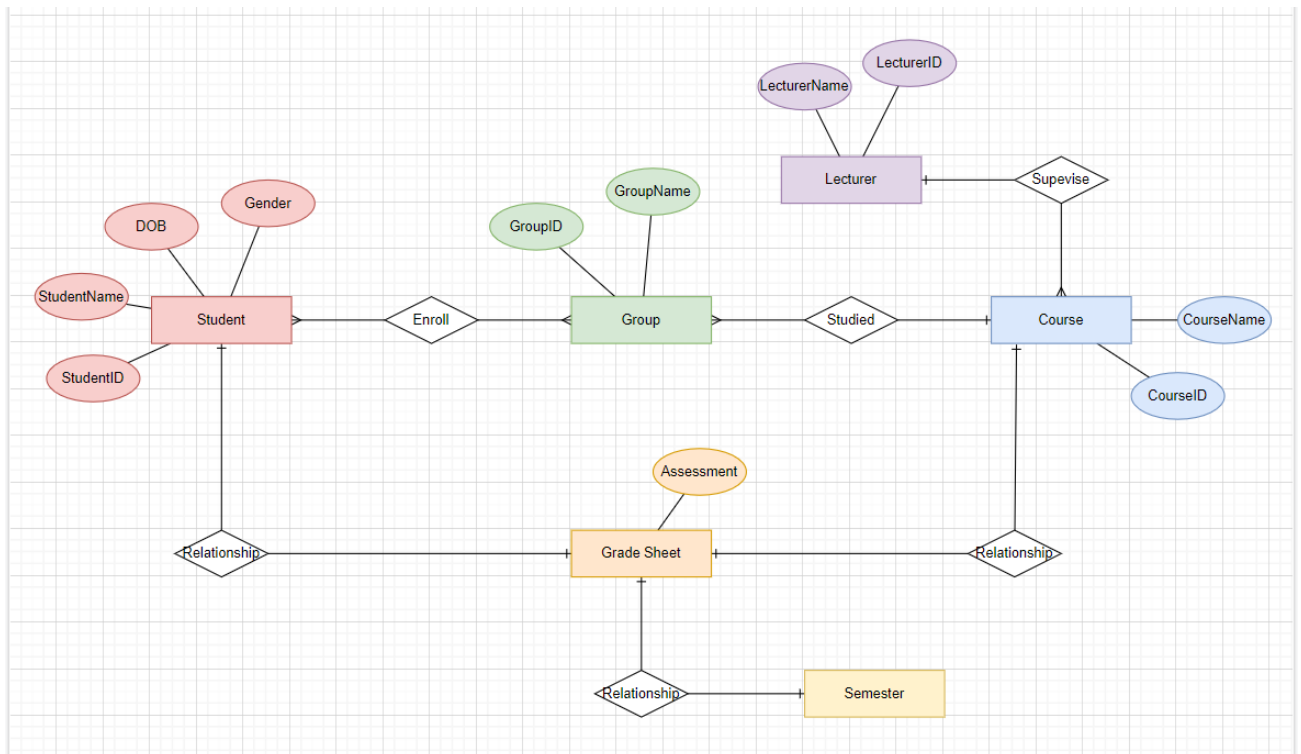 LecturerName
LecturerID
Lecturer
Supevise
Gender
DOB
StudentName
StudentID
Student
Enroll
GroupName
GroupID
Group
Studied
Course
CourseName
CourseID
Assessment
Relationship
Grade Sheet
Relationship
Relationship
Semester